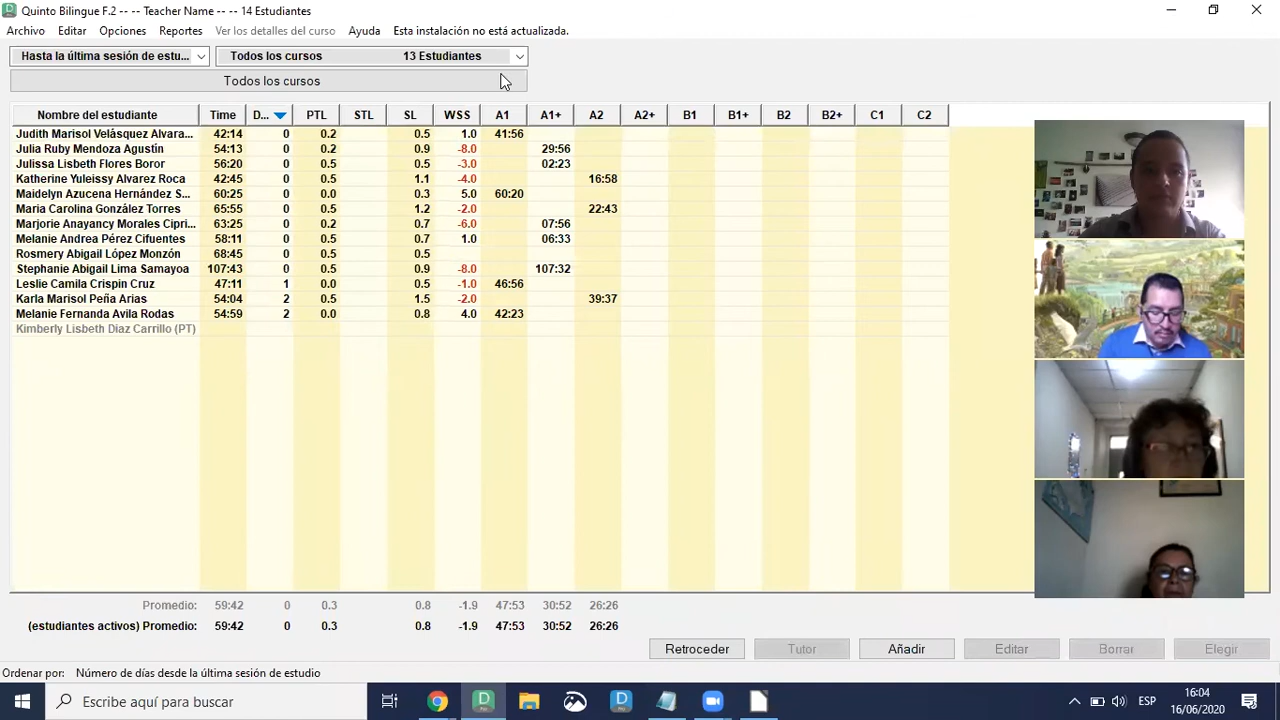 Quinto Bilingue F.2 -- -- Teacher Name -- -- 14 Estudiantes
Archivo Editar Opciones Reportes Ver los detalles del curso Ayuda Esta instalación no está actualizada.
Hasta la última sesión de estu... Todos los cursos 13 Estudiantes
Todos los cursos
Nombre del estudiante Time D... PTL STL SL WSS A1 A1+ A2 A2+ B1 B1+ B2 B2+ C1 C2
Judith Marisol Velásquez Alvara... 42:14 0 0.2 0.5 1.0 41:56
Julia Ruby Mendoza Agustín 54:13 0 0.2 0.9 -8.0 29:56
Julissa Lisbeth Flores Boror 56:20 0 0.5 0.5 -3.0 02:23
Katherine Yuleissy Alvarez Roca 42:45 0 0.5 1.1 -4.0 16:58
Maidelyn Azucena Hernández S... 60:25 0 0.0 0.3 5.0 60:20
Maria Carolina González Torres 65:55 0 0.5 1.2 -2.0 22:43
Marjorie Anayancy Morales Cipri... 63:25 0 0.2 0.7 -6.0 07:56
Melanie Andrea Pérez Cifuentes 58:11 0 0.5 0.7 1.0 06:33
Rosmery Abigail López Monzón 68:45 0 0.5 0.5
Stephanie Abigail Lima Samayoa 107:43 0 0.5 0.9 -8.0 107:32
Leslie Camila Crispin Cruz 47:11 1 0.0 0.5 -1.0 46:56
Karla Marisol Peña Arias 54:04 2 0.5 1.5 -2.0 39:37
Melanie Fernanda Avila Rodas 54:59 2 0.0 0.8 4.0 42:23
Kimberly Lisbeth Diaz Carrillo (PT)
Promedio: 59:42 0 0.3 0.8 -1.9 47:53 30:52 26:26
(estudiantes activos) Promedio: 59:42 0 0.3 0.8 -1.9 47:53 30:52 26:26
Retroceder Tutor Añadir Editar Borrar Elegir
Ordenar por: Número de días desde la última sesión de estudio
Escribe aquí para buscar
ESP
16:04
16/06/2020